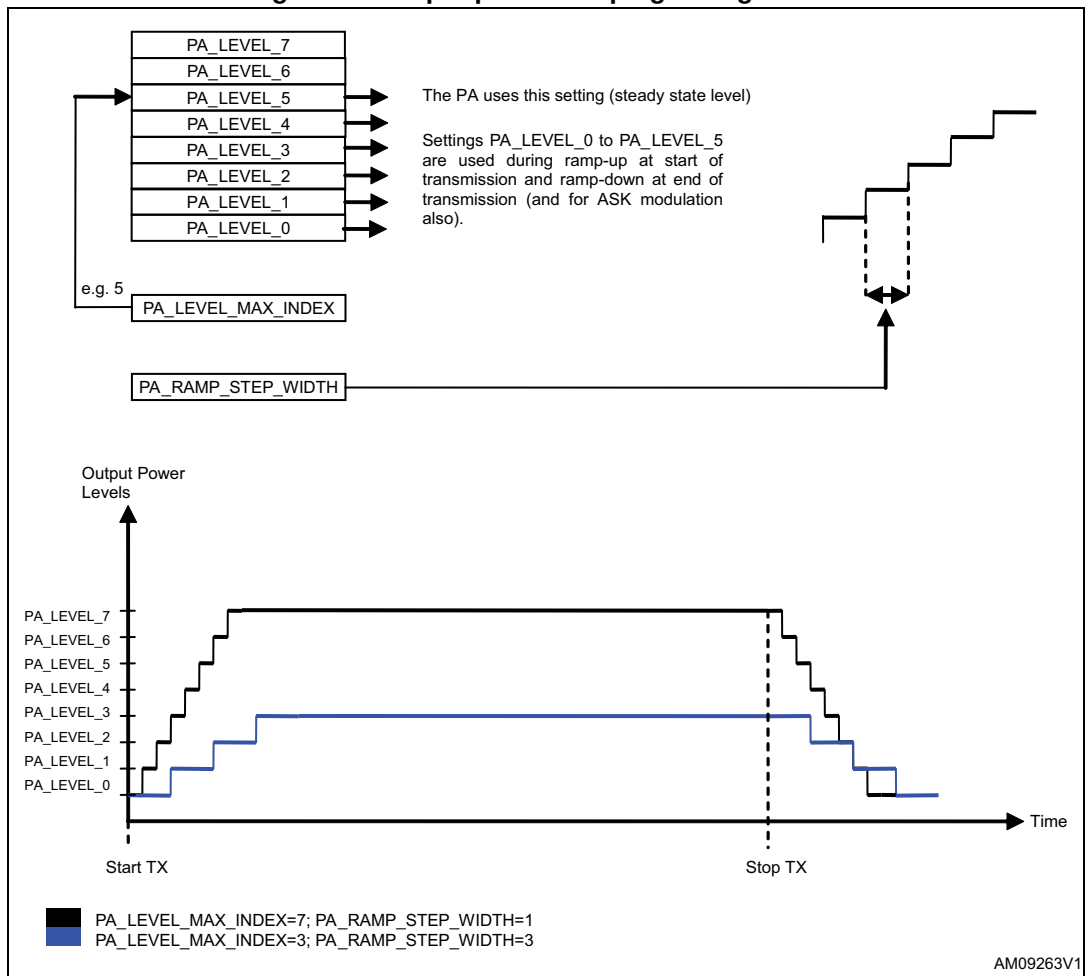 PA_LEVEL_7
PA_LEVEL_6
PA_LEVEL_5
PA_LEVEL_4
PA_LEVEL_3
PA_LEVEL_2
PA_LEVEL_1
PA_LEVEL_0
The PA uses this setting (steady state level)
Settings PA_LEVEL_0 to PA_LEVEL_5
are used during ramp-up at start of
transmission and ramp-down at end of
transmission (and for ASK modulation
also).
e.g. 5
PA_LEVEL_MAX_INDEX
PA_RAMP_STEP_WIDTH
Output Power
Levels
PA_LEVEL_7
PA_LEVEL_6
PA_LEVEL_5
PA_LEVEL_4
PA_LEVEL_3
PA_LEVEL_2
PA_LEVEL_1
PA_LEVEL_0
Time
Start TX
Stop TX
PA_LEVEL_MAX_INDEX=7; PA_RAMP_STEP_WIDTH=1
PA_LEVEL_MAX_INDEX=3; PA_RAMP_STEP_WIDTH=3
AM09263V1